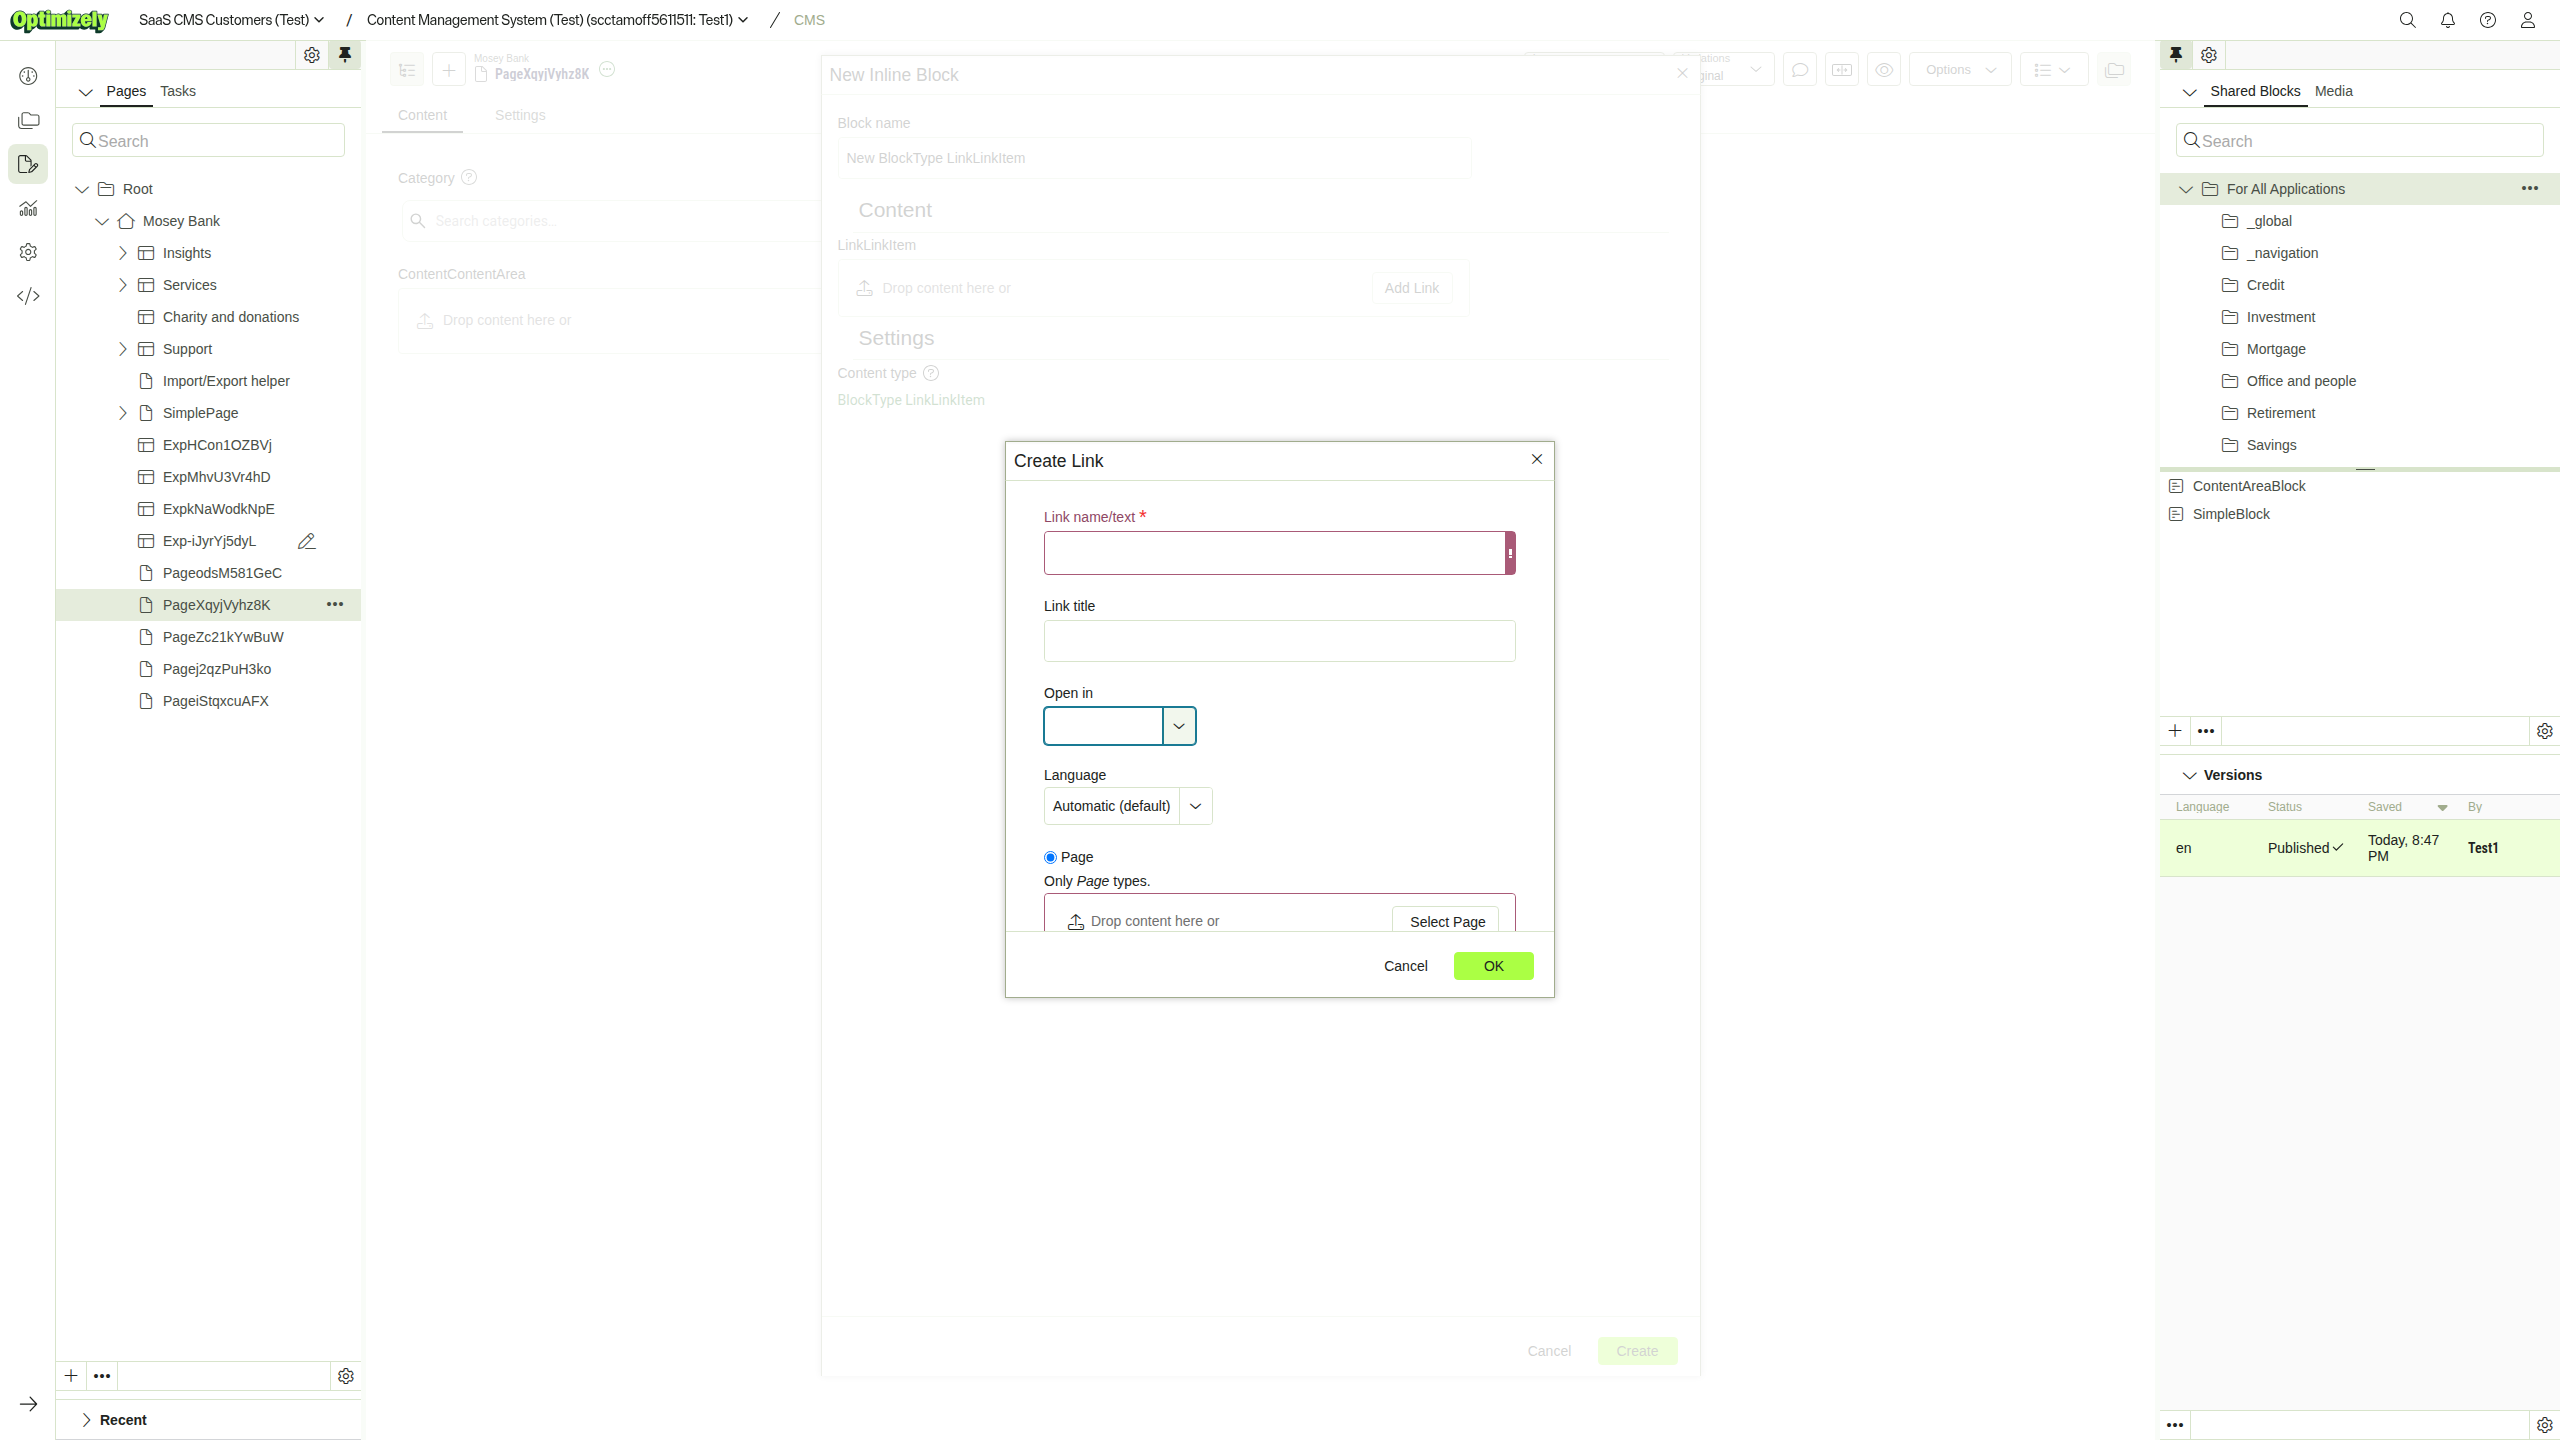 Optimizely
SaaS CMS Customers (Test)
/
Content Management System (Test) (scctamoff5611511: Test1)
/
CMS
Pages
Tasks
Search
Root
Mosey Bank
Insights
Services
Charity and donations
Support
Import/Export helper
SimplePage
ExpHCon1OZBVj
ExpMhvU3Vr4hD
ExpkNaWodkNpE
Exp-iJyrYj5dyL
PageodsM581GeC
PageXqyjVyhz8K
PageZc21kYwBuW
Pagej2qzPuH3ko
PageiStqxcuAFX
Recent
Mosey Bank
PageXqyjVyhz8K
Content
Settings
Category
Search categories...
ContentContentArea
Drop content here or
ations
ginal
Options
New Inline Block
Block name
New BlockType LinkLinkItem
Content
LinkLinkItem
Drop content here or
Add Link
Settings
Content type
BlockType LinkLinkItem
Cancel
Create
Create Link
Link name/text *
Link title
Open in
Language
Automatic (default)
Page
Only Page types.
Drop content here or
Select Page
Cancel
OK
Shared Blocks
Media
Search
For All Applications
_global
_navigation
Credit
Investment
Mortgage
Office and people
Retirement
Savings
ContentAreaBlock
SimpleBlock
Versions
Language
Status
Saved
By
en
Published
Today, 8:47
PM
Test1